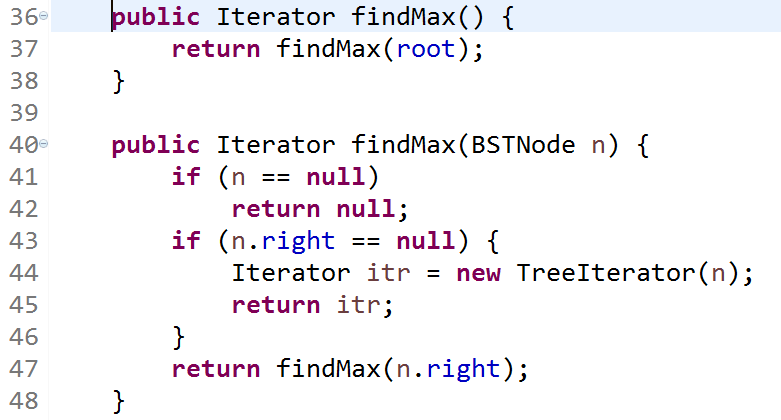 36 public Iterator findMax() {
37 return findMax(root);
38 }
39
40 public Iterator findMax(BSTNode n) {
41 if (n == null)
42 return null;
43 if (n.right == null) {
44 Iterator itr = new TreeIterator(n);
45 return itr;
46 }
47 return findMax(n.right);
48 }